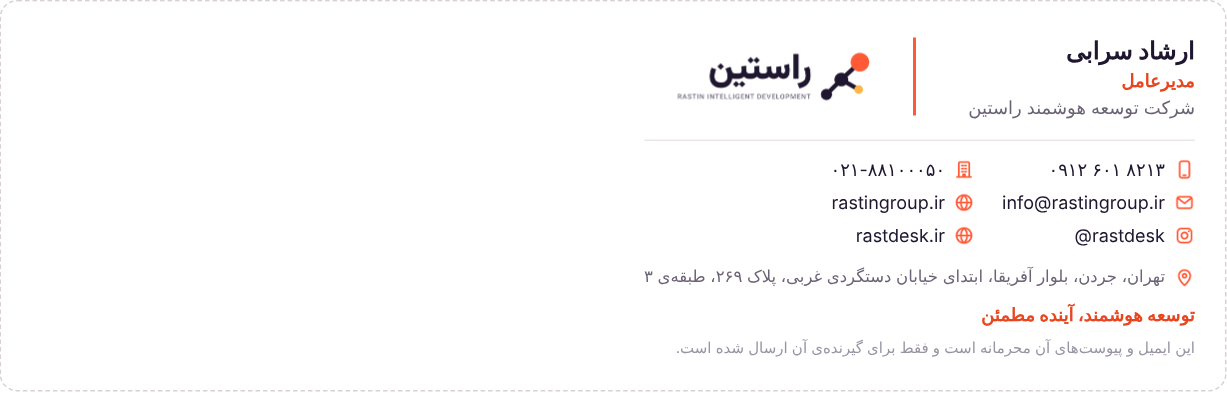 ارشاد سرابی
مدیرعامل
شرکت توسعه هوشمند راستین
راستین
RASTIN INTELLIGENT DEVELOPMENT
۰۹۱۲ ۶۰۱ ۸۲۱۳
۰۲۱-۸۸۱۰۰۰۵۰
info@rastingroup.ir
rastingroup.ir
@rastdesk
rastdesk.ir
تهران، جردن، بلوار آفریقا، ابتدای خیابان دستگردی غربی، پلاک ۲۶۹، طبقه‌ی ۳
توسعه هوشمند، آینده مطمئن
این ایمیل و پیوست‌های آن محرمانه است و فقط برای گیرنده‌ی آن ارسال شده است.